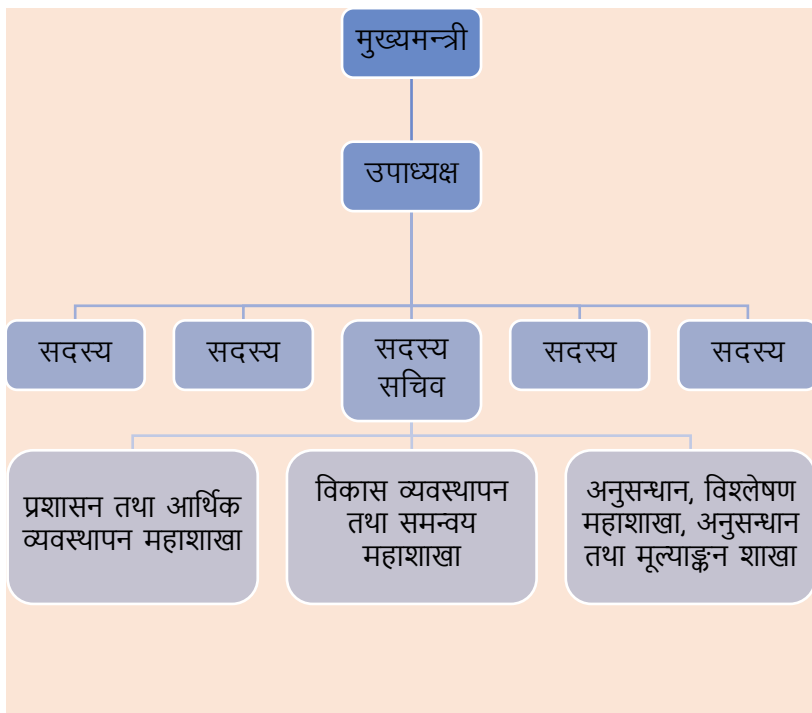 मुख्यमन्त्री
उपाध्यक्ष
सदस्य
सदस्य
सदस्य
सचिव
सदस्य
सदस्य
प्रशासन तथा आर्थिक
व्यवस्थापन महाशाखा
विकास व्यवस्थापन
तथा समन्वय
महाशाखा
अनुसन्धान, विश्लेषण
महाशाखा, अनुसन्धान
तथा मूल्याङ्कन शाखा